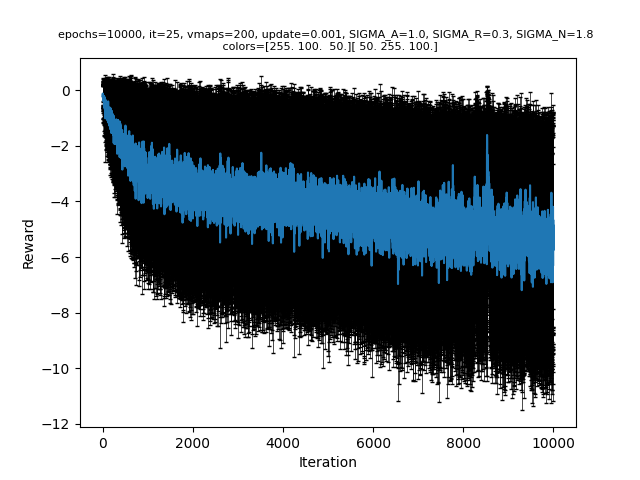 epochs=10000, it=25, vmaps=200, update=0.001, SIGMA_A=1.0, SIGMA_R=0.3, SIGMA_N=1.8
colors=[255. 100.  50.][ 50. 255. 100.]
0
−2
−4
−6
−8
−10
−12
Reward
0 2000 4000 6000 8000 10000
Iteration